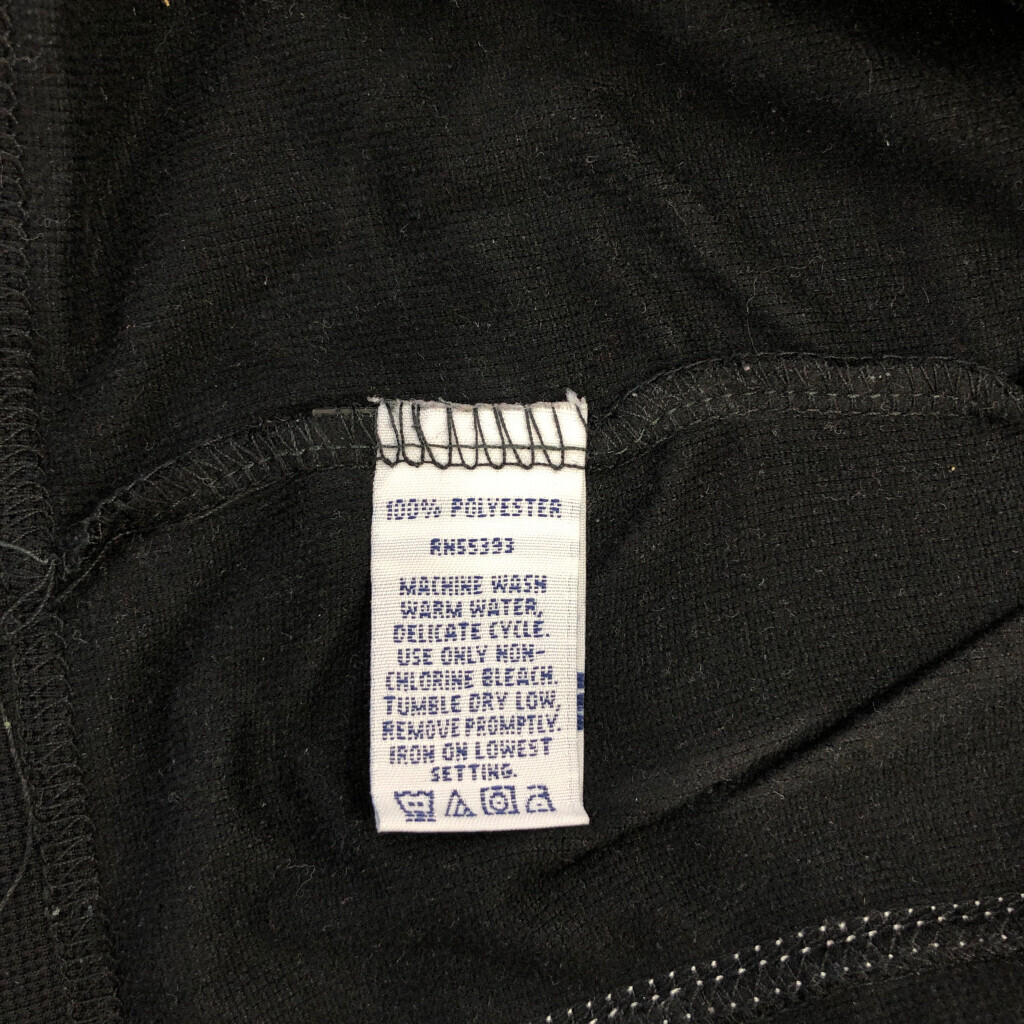 100% POLYESTER
RN55393
MACHINE WASH
WARM WATER,
DELICATE CYCLE.
USE ONLY NON-
CHLORINE BLEACH.
TUMBLE DRY LOW,
REMOVE PROMPTLY.
IRON ON LOWEST
SETTING.